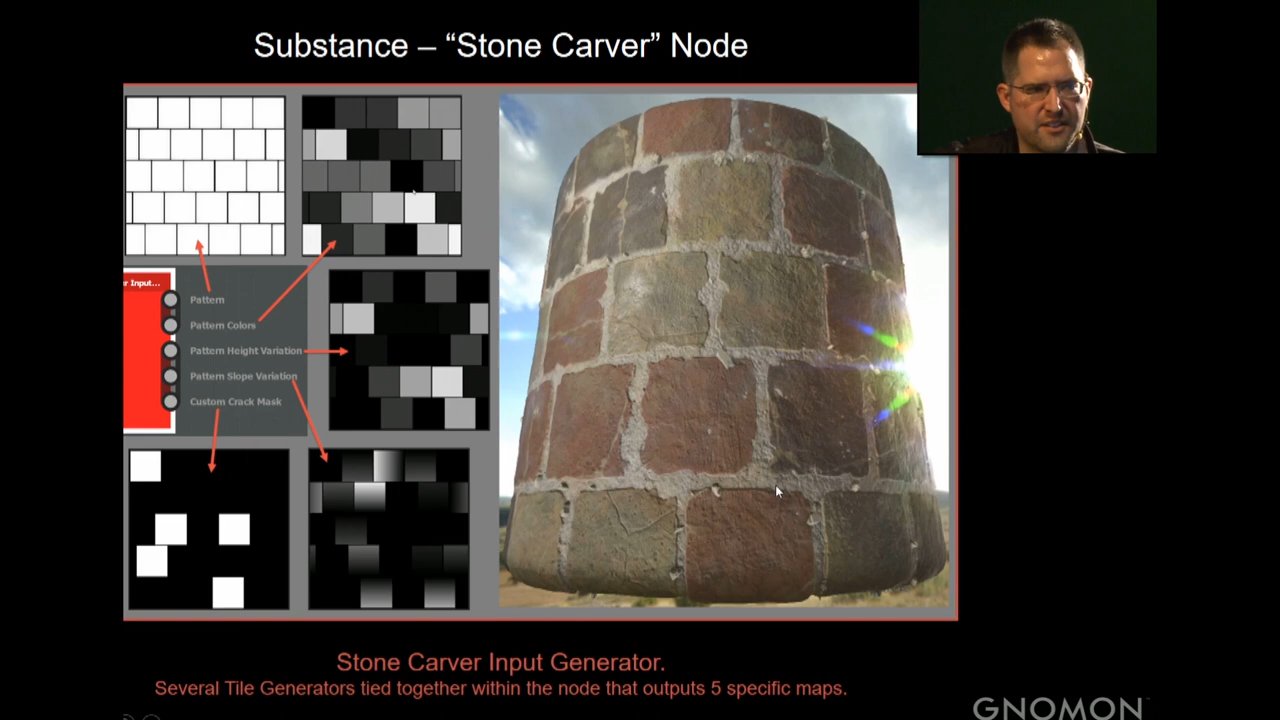 Substance – “Stone Carver” Node
r Input...
Pattern
Pattern Colors
Pattern Height Variation
Pattern Slope Variation
Custom Crack Mask
Stone Carver Input Generator.
Several Tile Generators tied together within the node that outputs 5 specific maps.
GNOMON